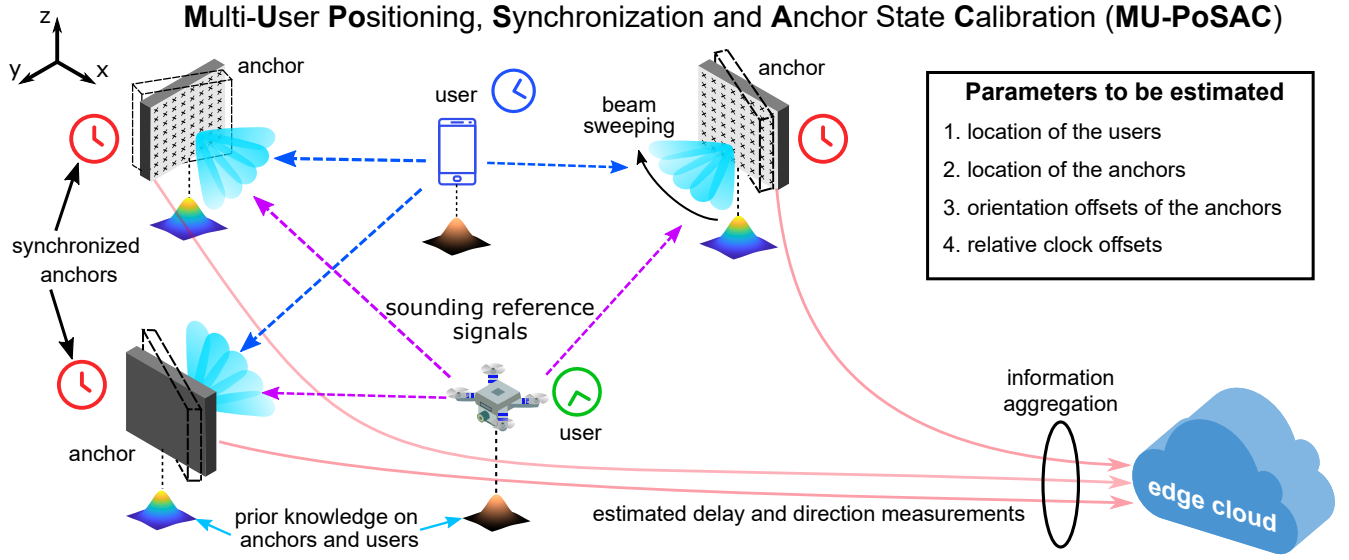 Multi-User Positioning, Synchronization and Anchor State Calibration (MU-PoSAC)
z
y
x
anchor
user
anchor
beam
sweeping
Parameters to be estimated
1. location of the users
2. location of the anchors
3. orientation offsets of the anchors
4. relative clock offsets
synchronized
anchors
sounding reference
signals
information
aggregation
user
anchor
edge cloud
prior knowledge on
anchors and users
estimated delay and direction measurements